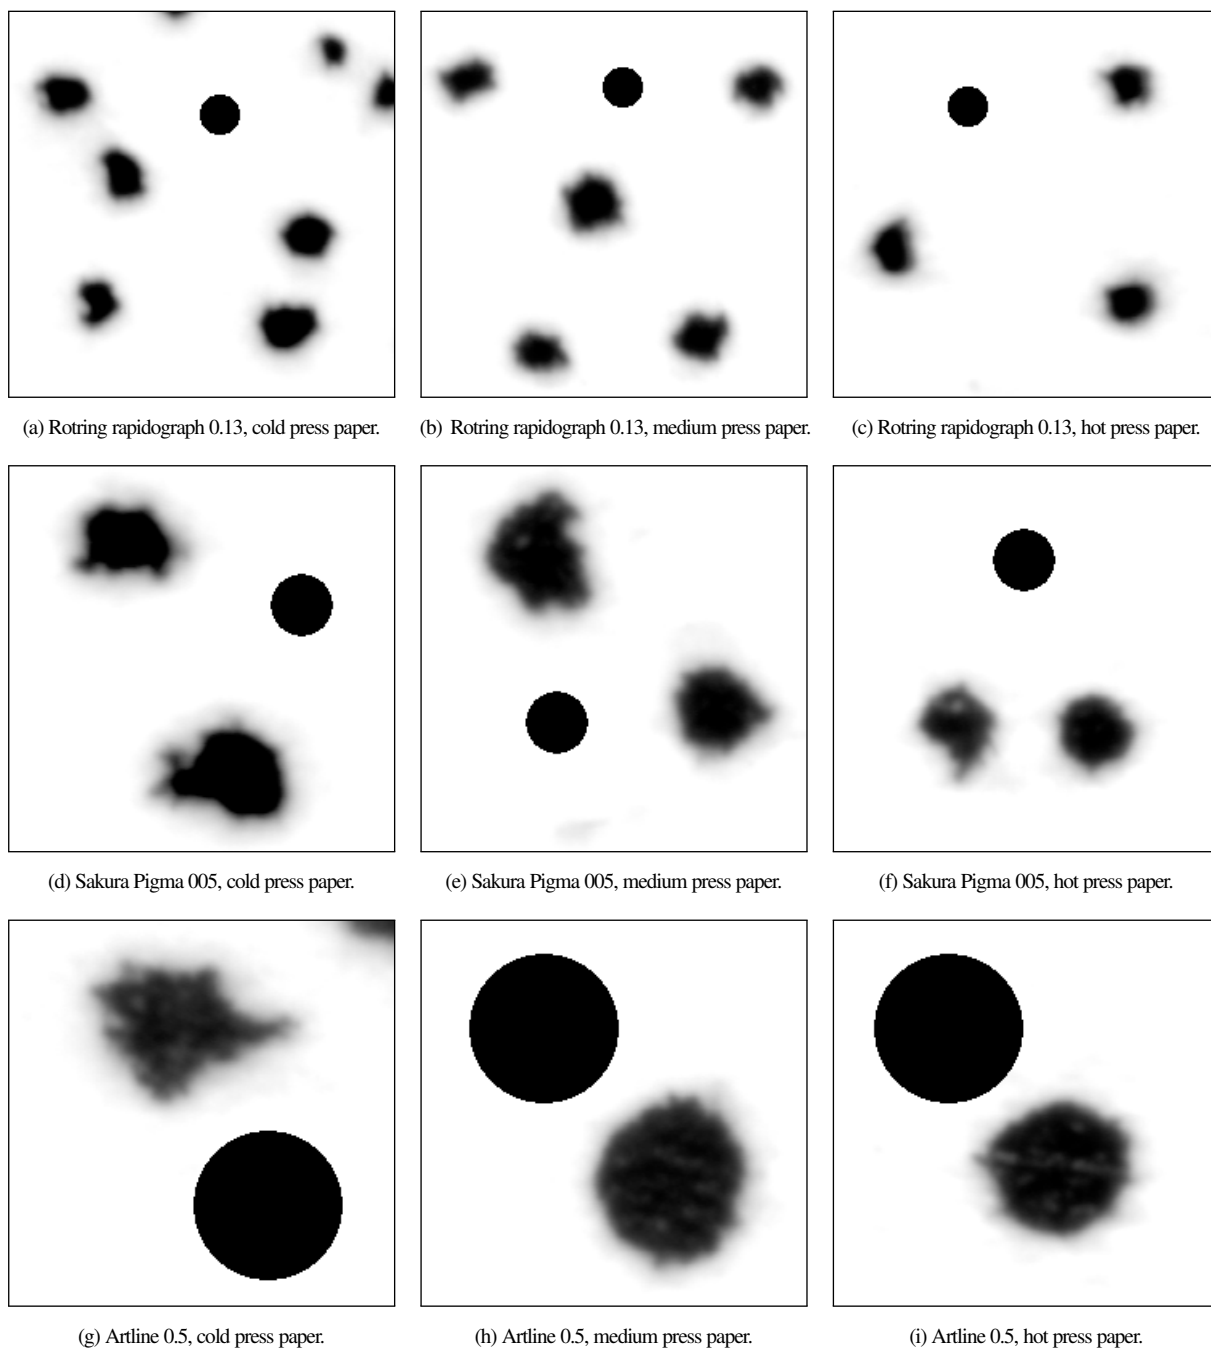 (a) Rotring rapidograph 0.13, cold press paper.
(b) Rotring rapidograph 0.13, medium press paper.
(c) Rotring rapidograph 0.13, hot press paper.
(d) Sakura Pigma 005, cold press paper.
(e) Sakura Pigma 005, medium press paper.
(f) Sakura Pigma 005, hot press paper.
(g) Artline 0.5, cold press paper.
(h) Artline 0.5, medium press paper.
(i) Artline 0.5, hot press paper.